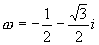 ω = −1/2 − √3/2 i